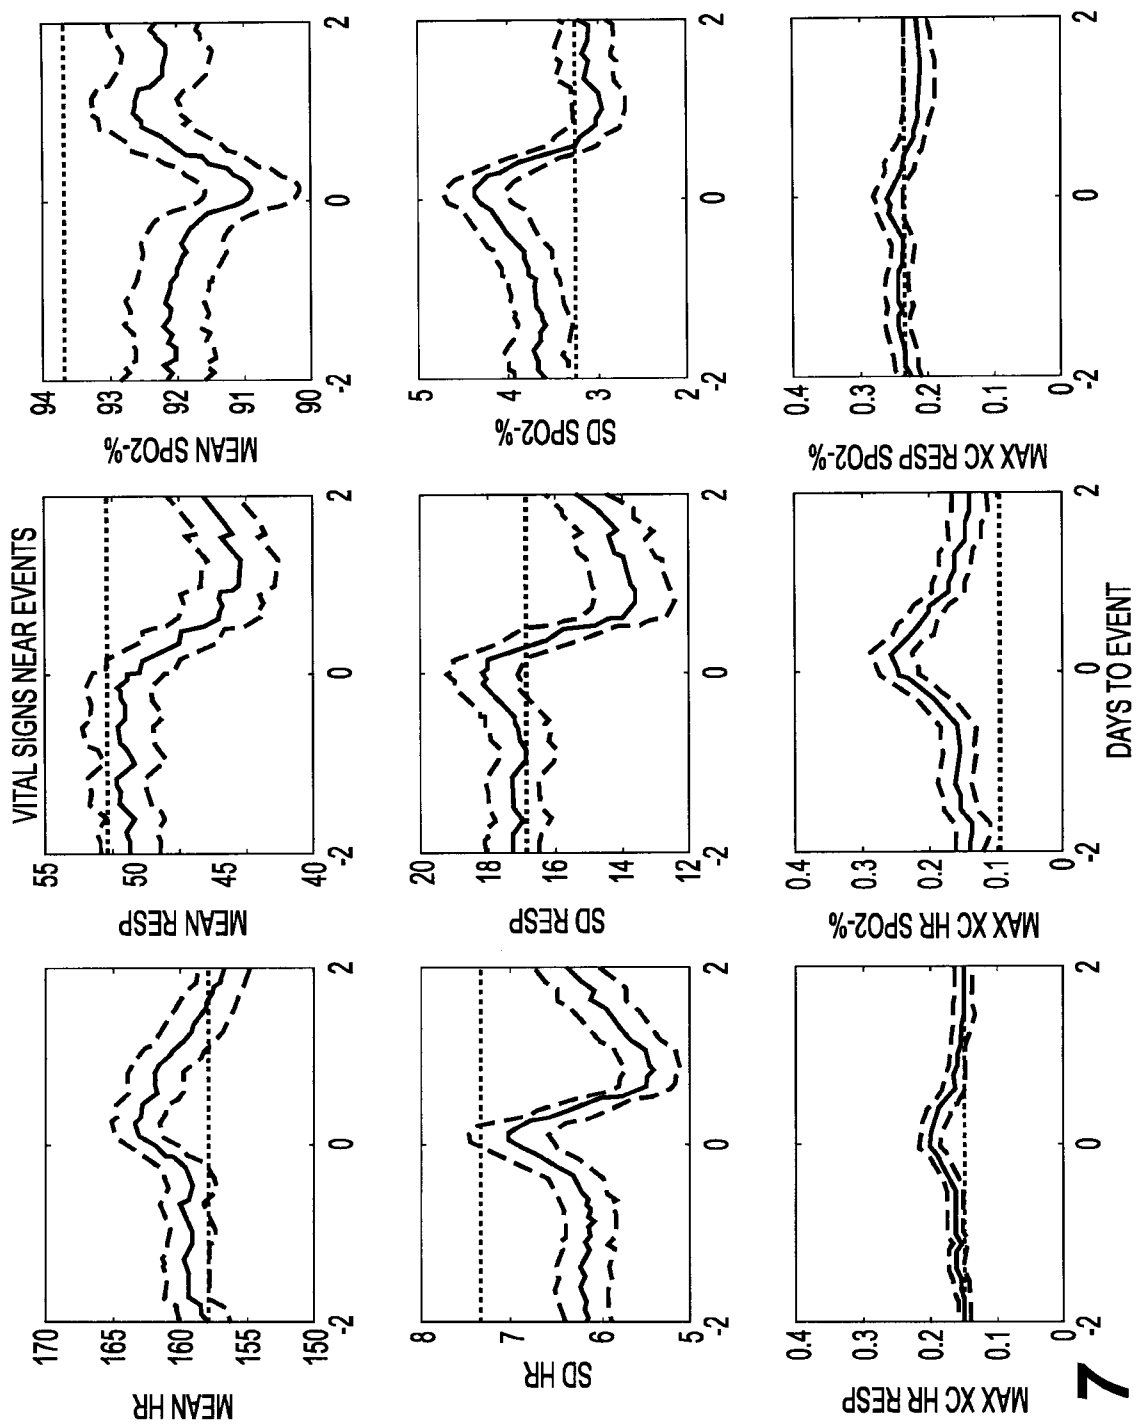 VITAL SIGNS NEAR EVENTS
MEAN HR
170
165
160
155
150
-2 0 2
MEAN RESP
55
50
45
40
-2 0 2
MEAN SPO2-%
94
93
92
91
90
-2 0 2
SD HR
8
7
6
5
-2 0 2
SD RESP
20
18
16
14
12
-2 0 2
SD SPO2-%
5
4
3
2
-2 0 2
MAX XC HR RESP
0.4
0.3
0.2
0.1
0
-2 0 2
MAX XC HR SPO2-%
0.4
0.3
0.2
0.1
0
-2 0 2
MAX XC RESP SPO2-%
0.4
0.3
0.2
0.1
0
-2 0 2
DAYS TO EVENT
7